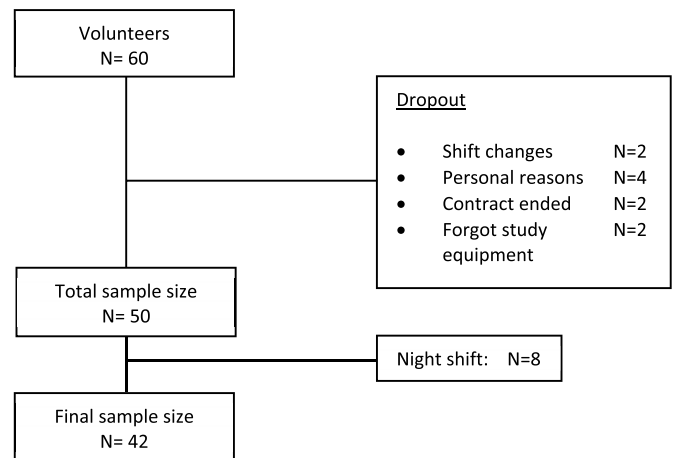 Volunteers
N= 60
Dropout
• Shift changes N=2
• Personal reasons N=4
• Contract ended N=2
• Forgot study N=2
equipment
Total sample size
N= 50
Night shift: N=8
Final sample size
N= 42